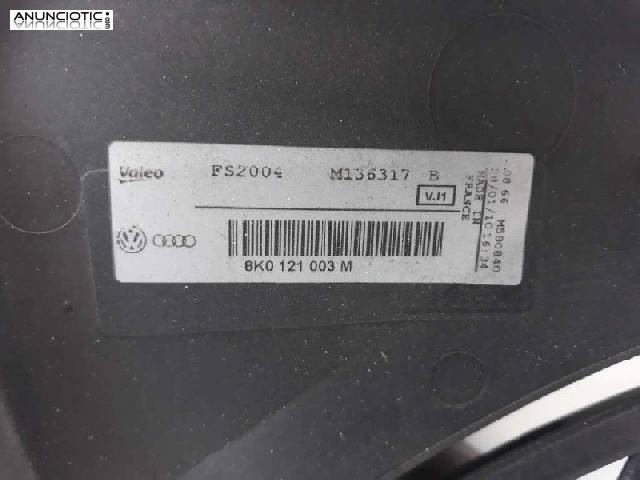 ANUNCIOTIC.com
Valeo FS2004 M136317 B
VJ1
8K0 121 003 M
MADE IN
FRANCE